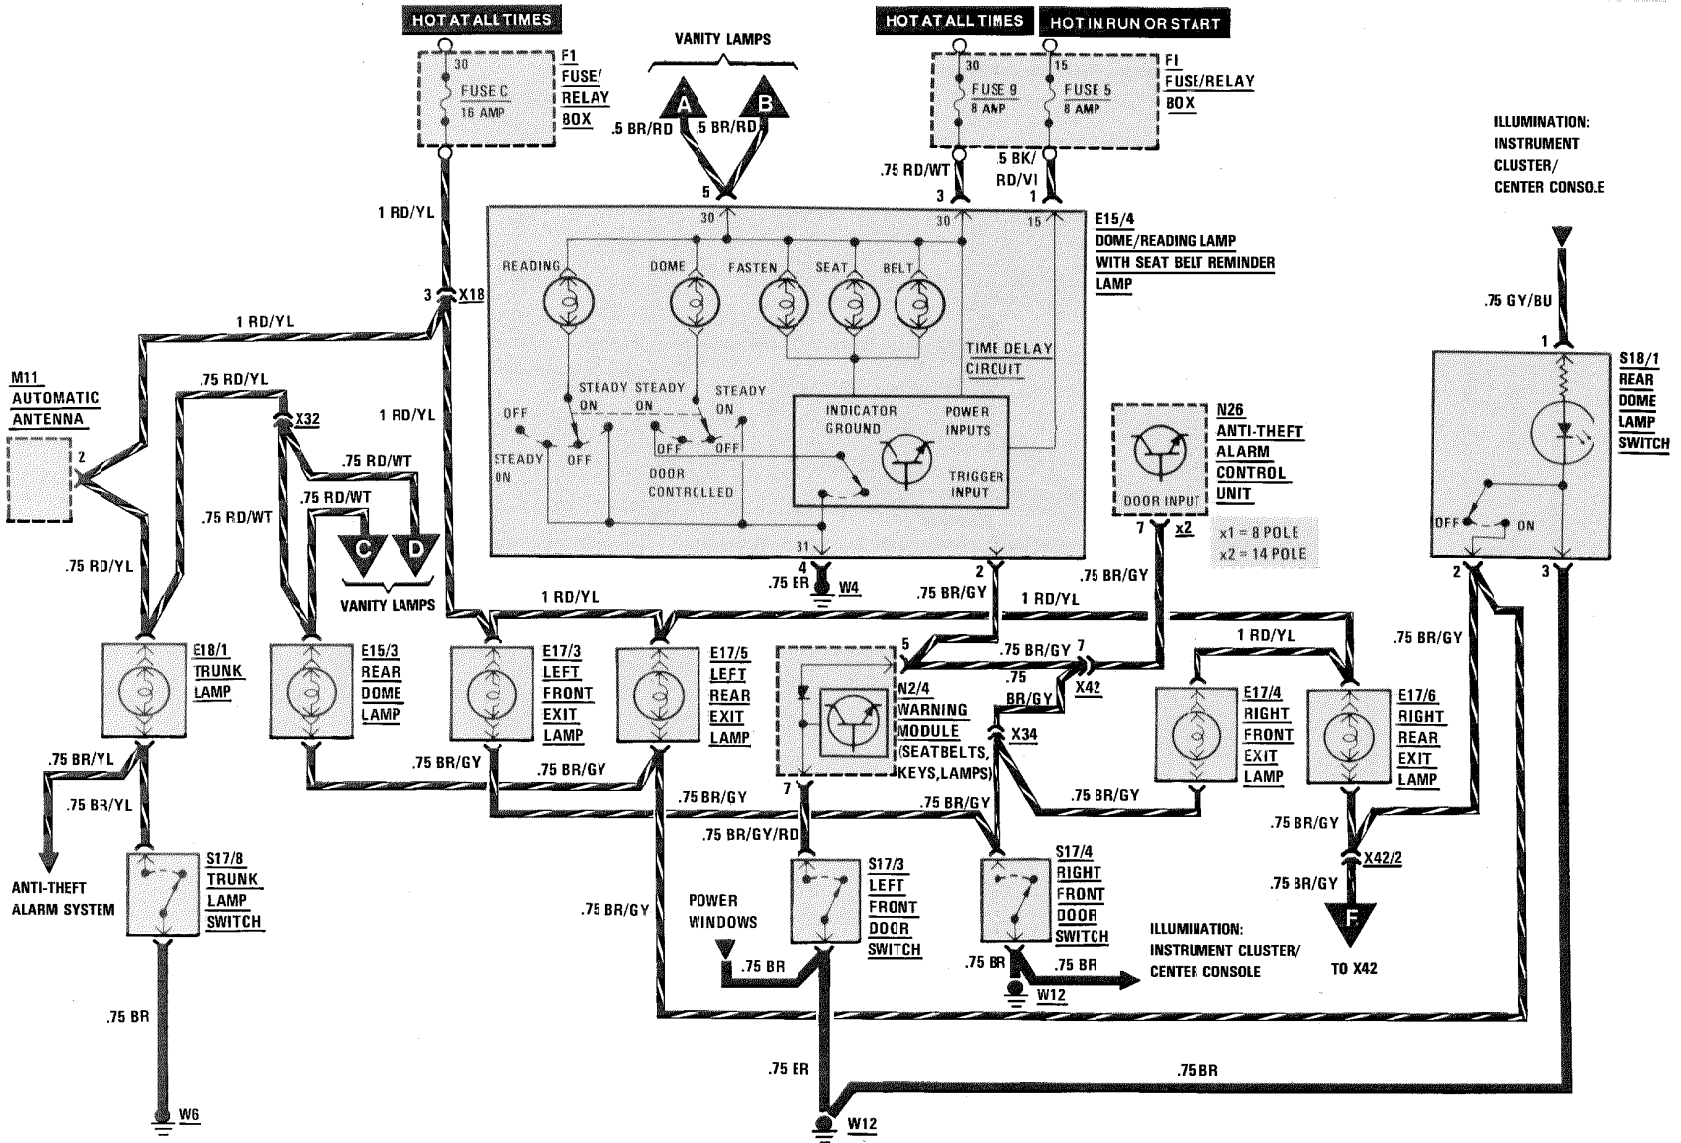 HOT AT ALL TIMES
HOT AT ALL TIMES
HOT IN RUN OR START
VANITY LAMPS
30
FUSE C
16 AMP
F1
FUSE/
RELAY
BOX
A
B
.5 BR/RD
.5 BR/RD
30
FUSE 9
8 AMP
15
FUSE 5
8 AMP
F1
FUSE/RELAY
BOX
ILLUMINATION:
INSTRUMENT
CLUSTER/
CENTER CONSOLE
.75 RD/WT
.5 BK/
RD/VI
5
3
1
1 RD/YL
30
30
15
E15/4
DOME/READING LAMP
WITH SEAT BELT REMINDER
LAMP
READING
DOME
FASTEN
SEAT
BELT
3
X18
1 RD/YL
.75 GY/BU
1
S18/1
REAR
DOME
LAMP
SWITCH
TIME DELAY
CIRCUIT
M11
AUTOMATIC
ANTENNA
2
.75 RD/YL
X32
1 RD/YL
OFF
STEADY
ON
STEADY
ON
STEADY
ON
INDICATOR
GROUND
POWER
INPUTS
TRIGGER
INPUT
STEADY
ON
OFF
OFF
OFF
DOOR
CONTROLLED
N26
ANTI-THEFT
ALARM
CONTROL
UNIT
DOOR INPUT
7
x2
x1 = 8 POLE
x2 = 14 POLE
OFF
ON
.75 RD/WT
.75 RD/WT
.75 RD/WT
C
D
VANITY LAMPS
.75 RD/YL
31
4
W4
2
.75 BR/GY
.75 BR/GY
2
3
1 RD/YL
1 RD/YL
1 RD/YL
.75 BR/GY
E18/1
TRUNK
LAMP
E15/3
REAR
DOME
LAMP
E17/3
LEFT
FRONT
EXIT
LAMP
E17/5
LEFT
REAR
EXIT
LAMP
5
.75 BR/GY
7
X42
.75
BR/GY
N2/4
WARNING
MODULE
(SEATBELTS,
KEYS,LAMPS)
X34
E17/4
RIGHT
FRONT
EXIT
LAMP
E17/6
RIGHT
REAR
EXIT
LAMP
.75 BR/YL
.75 BR/YL
.75 BR/GY
.75 BR/GY
.75 BR/GY
7
.75 BR/GY/RD
.75 BR/GY
.75 BR/GY
.75 BR/GY
X42/2
.75 BR/GY
ANTI-THEFT
ALARM SYSTEM
S17/8
TRUNK
LAMP
SWITCH
.75 BR/GY
POWER
WINDOWS
S17/3
LEFT
FRONT
DOOR
SWITCH
S17/4
RIGHT
FRONT
DOOR
SWITCH
ILLUMINATION:
INSTRUMENT CLUSTER/
CENTER CONSOLE
TO X42
.75 BR
.75 BR
.75 BR
W12
.75 BR
.75 BR
W6
W12